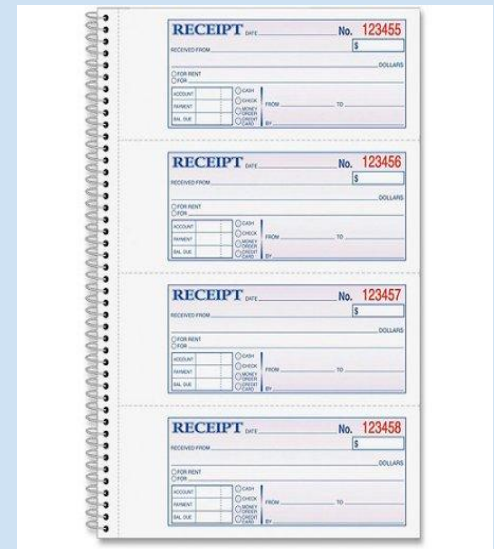 RECEIPT DATE No. 123455
RECEIVED FROM $
DOLLARS
FOR RENT
FOR
ACCOUNT CASH
PAYMENT CHECK FROM TO
MONEY ORDER
BAL. DUE CREDIT CARD BY
RECEIPT DATE No. 123456
RECEIVED FROM $
DOLLARS
FOR RENT
FOR
ACCOUNT CASH
PAYMENT CHECK FROM TO
MONEY ORDER
BAL. DUE CREDIT CARD BY
RECEIPT DATE No. 123457
RECEIVED FROM $
DOLLARS
FOR RENT
FOR
ACCOUNT CASH
PAYMENT CHECK FROM TO
MONEY ORDER
BAL. DUE CREDIT CARD BY
RECEIPT DATE No. 123458
RECEIVED FROM $
DOLLARS
FOR RENT
FOR
ACCOUNT CASH
PAYMENT CHECK FROM TO
MONEY ORDER
BAL. DUE CREDIT CARD BY